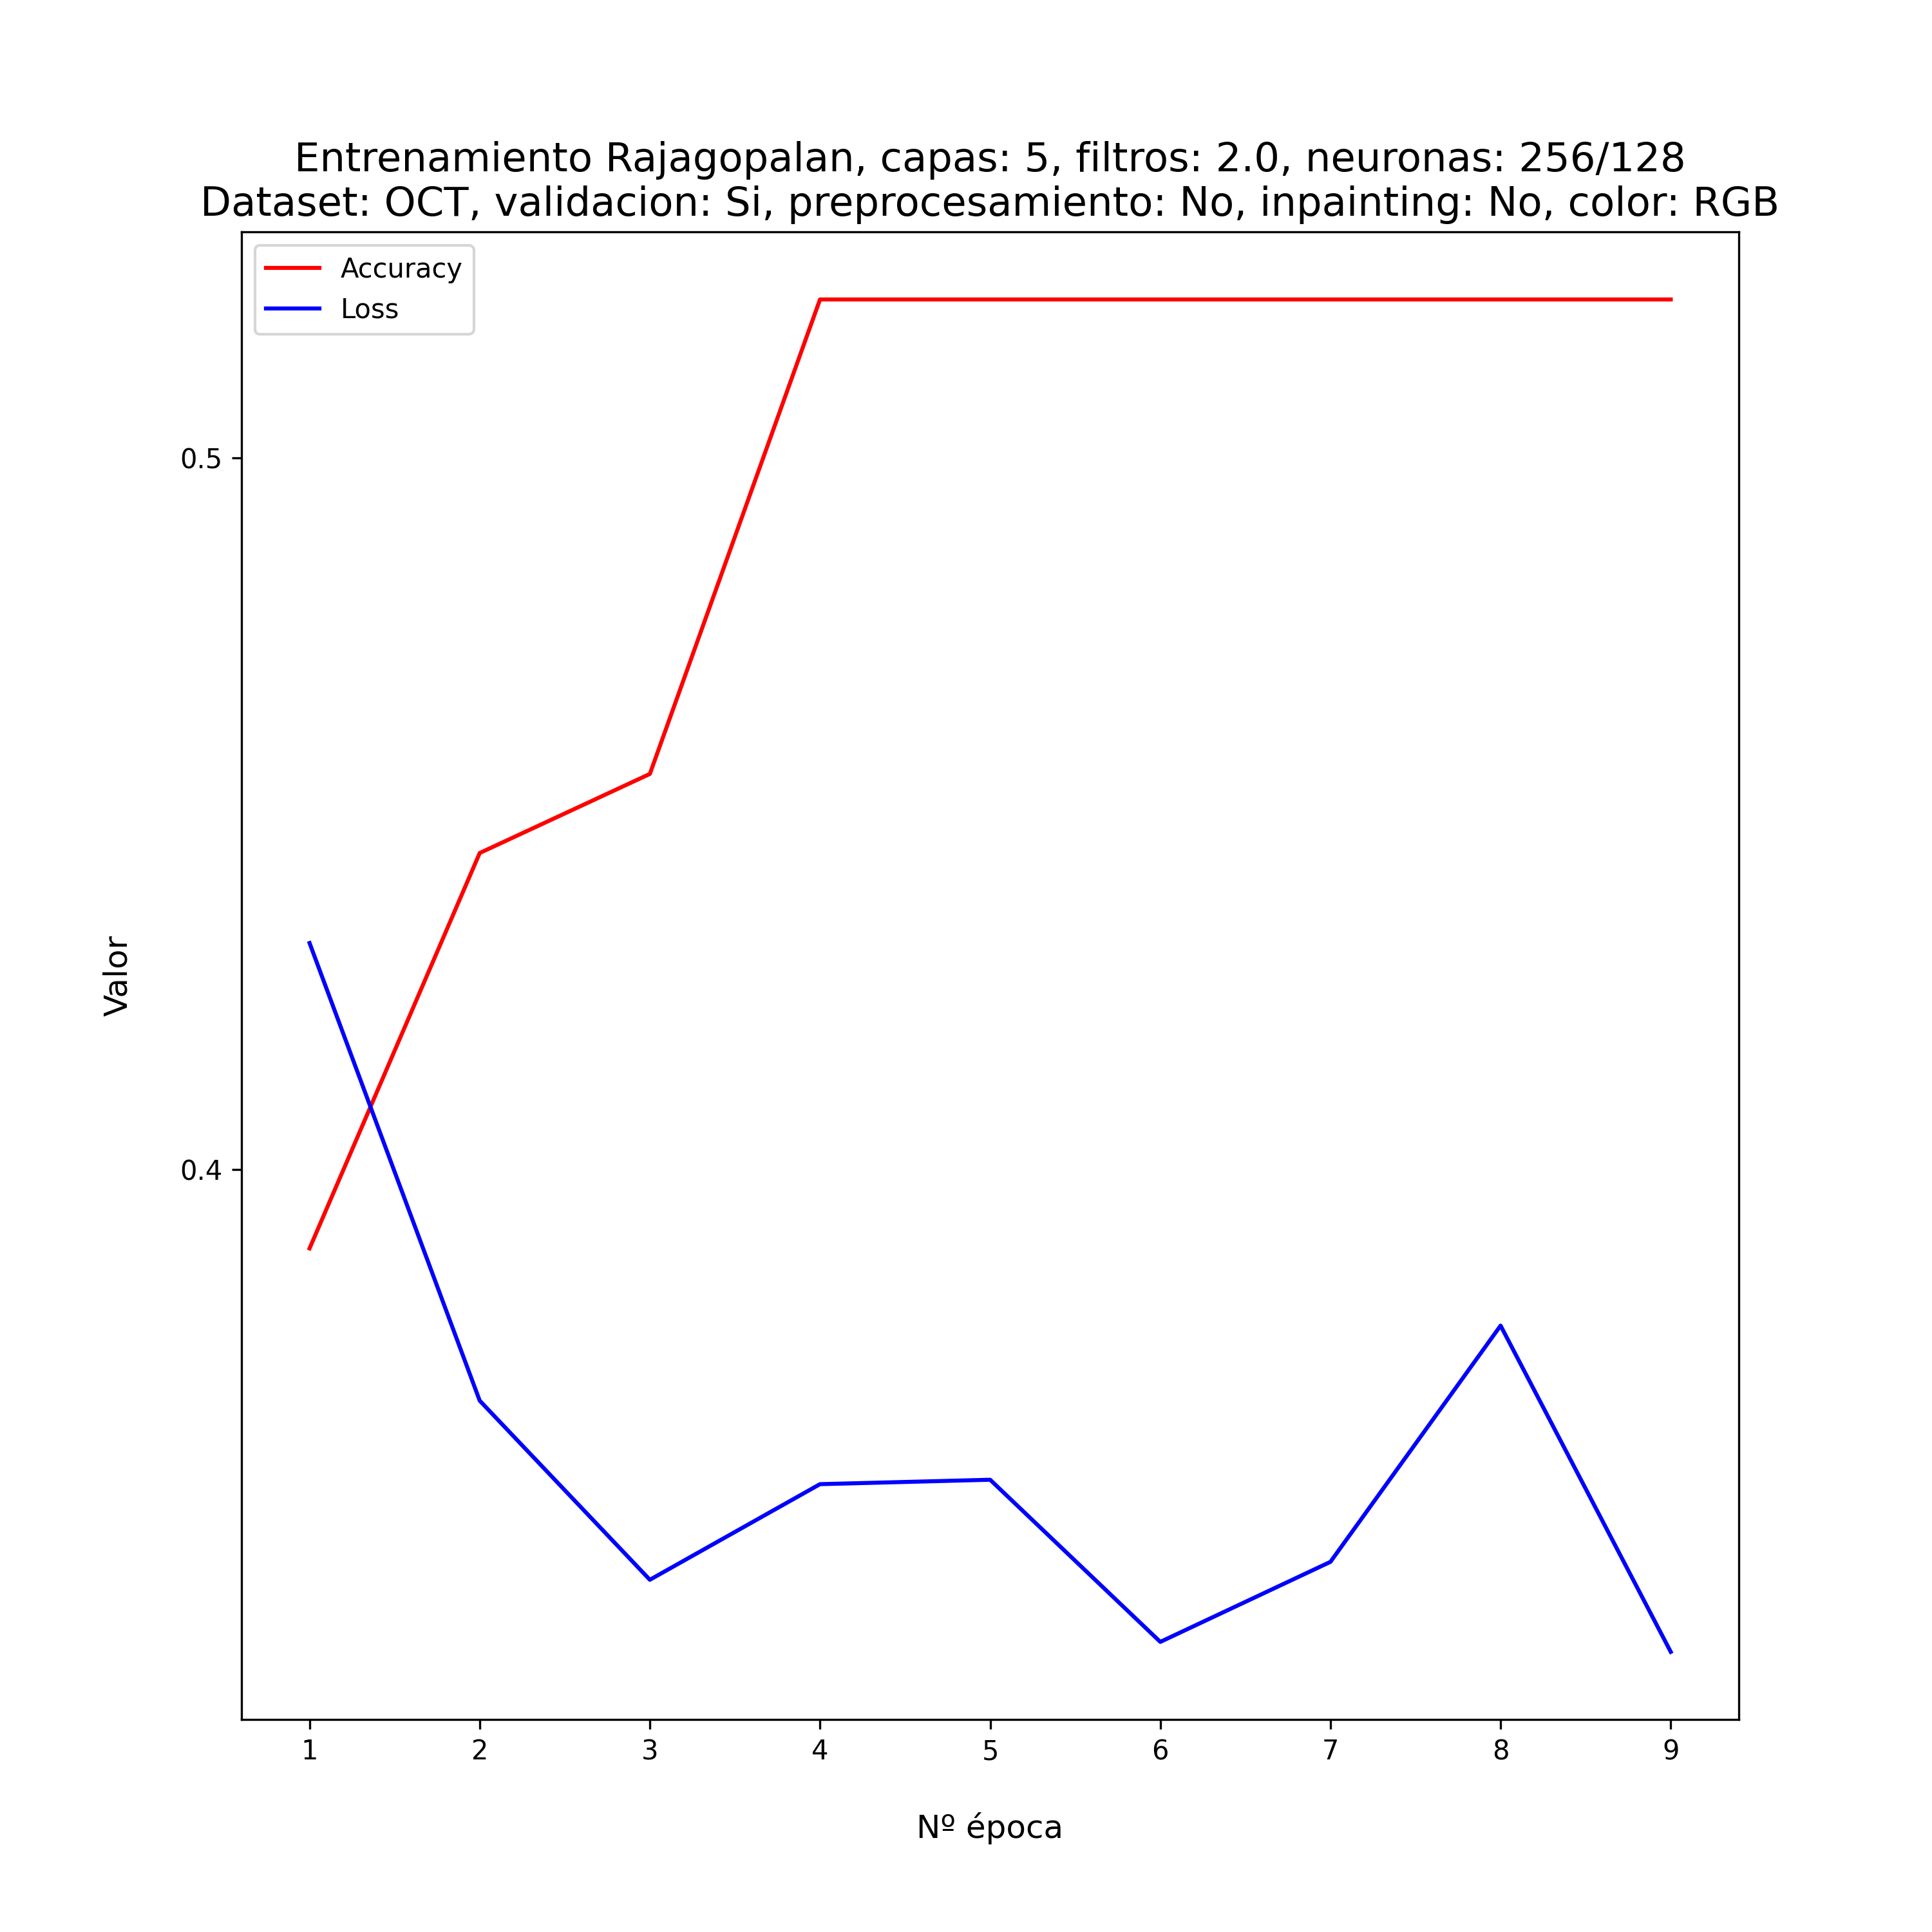 Entrenamiento Rajagopalan, capas: 5, filtros: 2.0, neuronas: 256/128
Dataset: OCT, validacion: Si, preprocesamiento: No, inpainting: No, color: RGB
Accuracy
Loss
0.5
0.4
Valor
1 2 3 4 5 6 7 8 9
Nº época